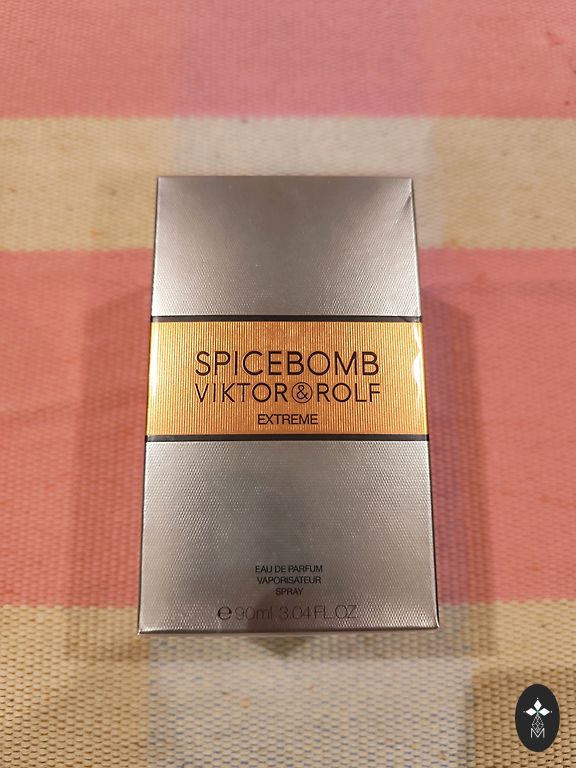 SPICEBOMB
VIKTOR&ROLF
EXTREME
EAU DE PARFUM
VAPORISATEUR
SPRAY
℮ 90ml 3.04 FL.OZ
M